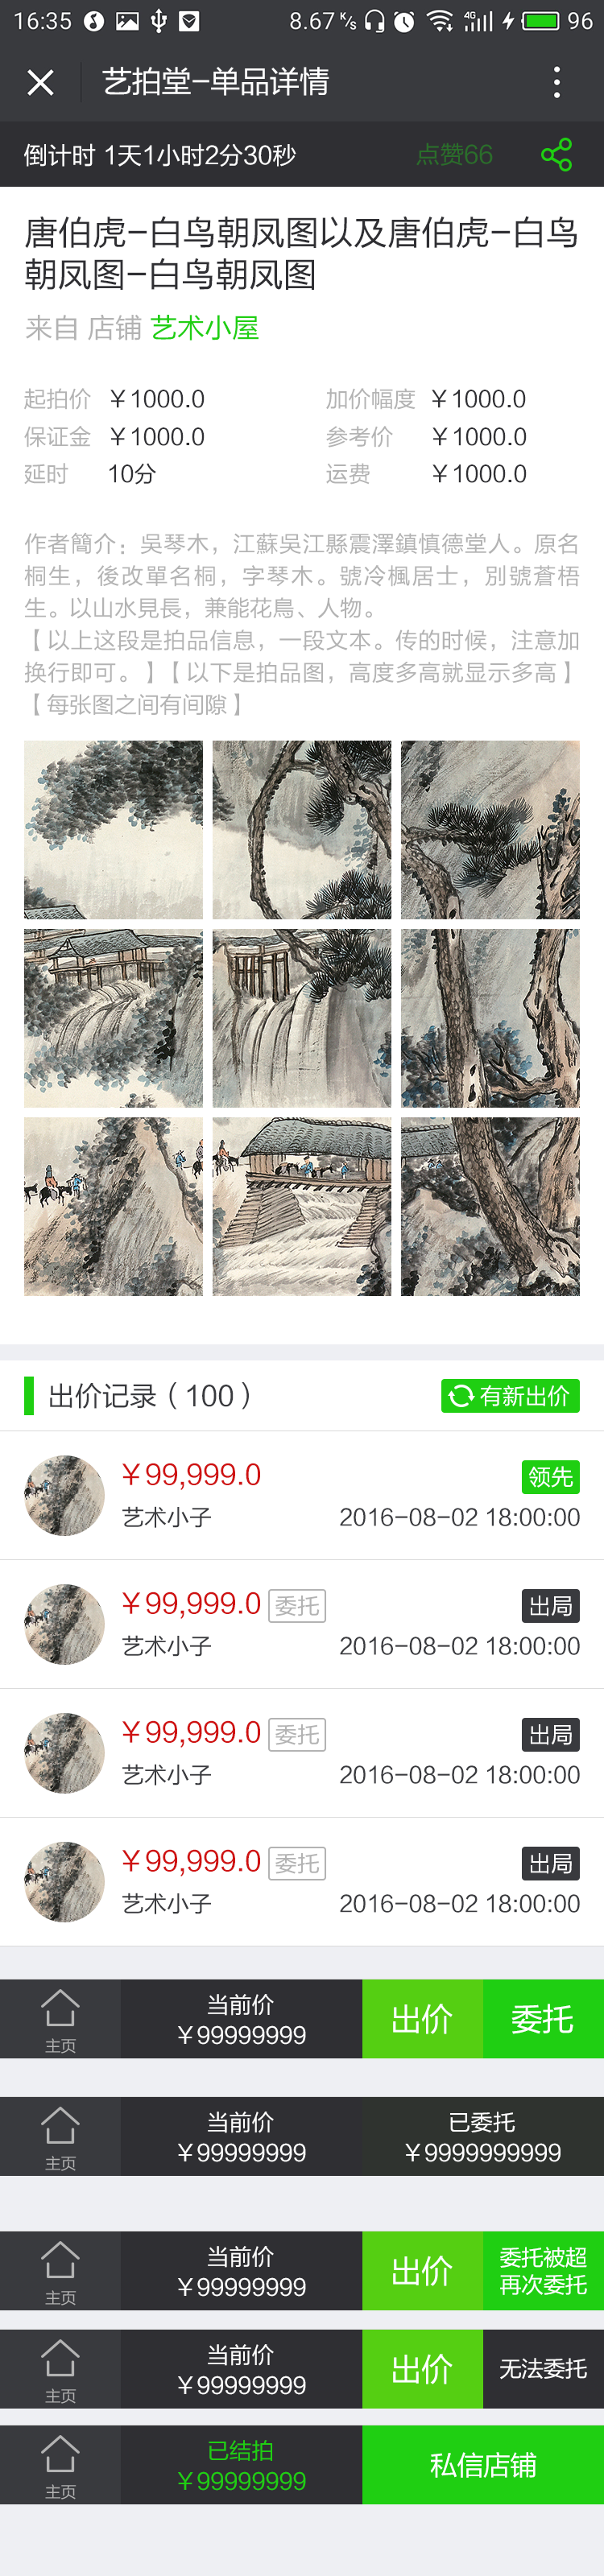 16:35 8.67 K/s 4G 96
艺拍堂-单品详情
倒计时 1天1小时2分30秒 点赞66
唐伯虎-白鸟朝凤图以及唐伯虎-白鸟
朝凤图-白鸟朝凤图
来自 店铺 艺术小屋
起拍价 ￥1000.0 加价幅度 ￥1000.0
保证金 ￥1000.0 参考价 ￥1000.0
延时 10分 运费 ￥1000.0
作者簡介：吳琴木，江蘇吳江縣震澤鎮慎德堂人。原名
桐生，後改單名桐，字琴木。號冷楓居士，別號蒼梧
生。以山水見長，兼能花鳥、人物。
【以上这段是拍品信息，一段文本。传的时候，注意加
换行即可。】【以下是拍品图，高度多高就显示多高】
【每张图之间有间隙】
出价记录（100） 有新出价
￥99,999.0 领先
艺术小子 2016-08-02 18:00:00
￥99,999.0 委托 出局
艺术小子 2016-08-02 18:00:00
￥99,999.0 委托 出局
艺术小子 2016-08-02 18:00:00
￥99,999.0 委托 出局
艺术小子 2016-08-02 18:00:00
主页 当前价 ￥99999999 出价 委托
主页 当前价 ￥99999999 已委托 ￥9999999999
主页 当前价 ￥99999999 出价 委托被超 再次委托
主页 当前价 ￥99999999 出价 无法委托
主页 已结拍 ￥99999999 私信店铺